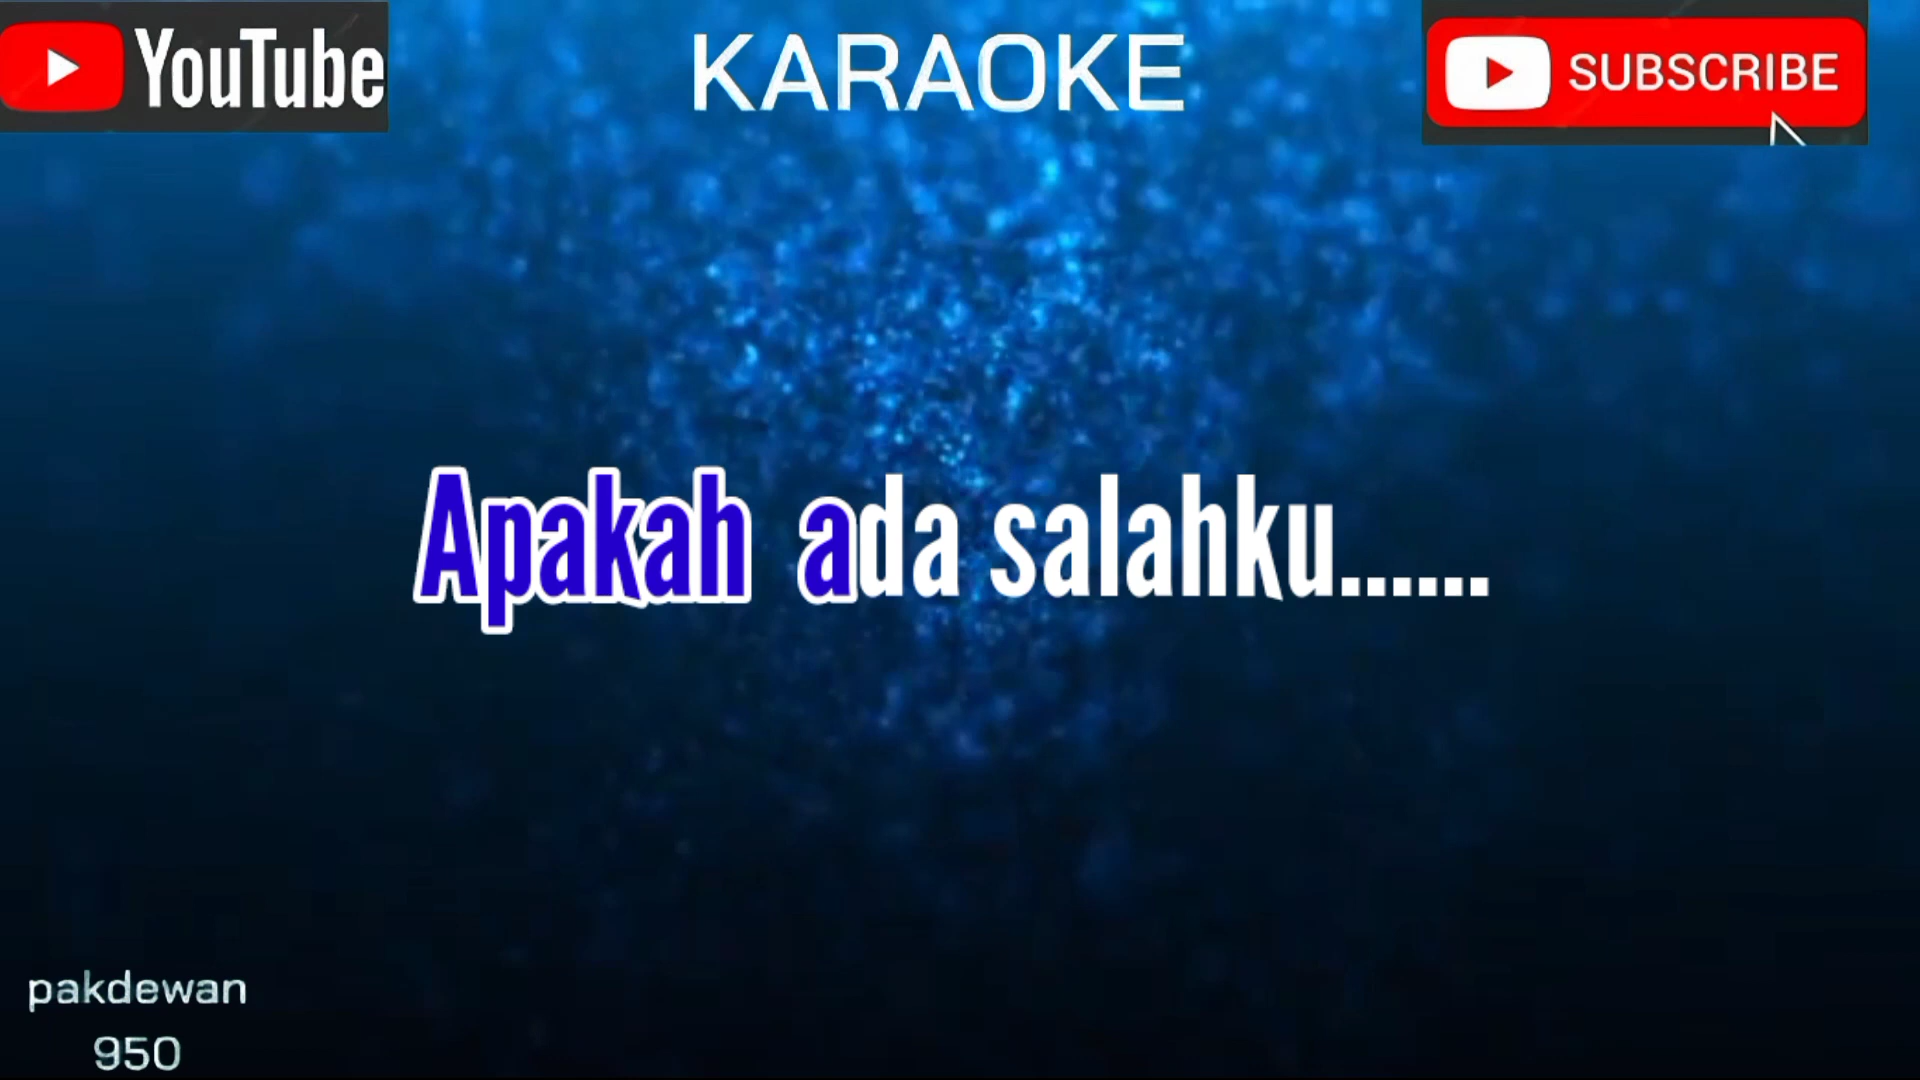 YouTube
KARAOKE
SUBSCRIBE
Apakah ada salahku......
pakdewan
950